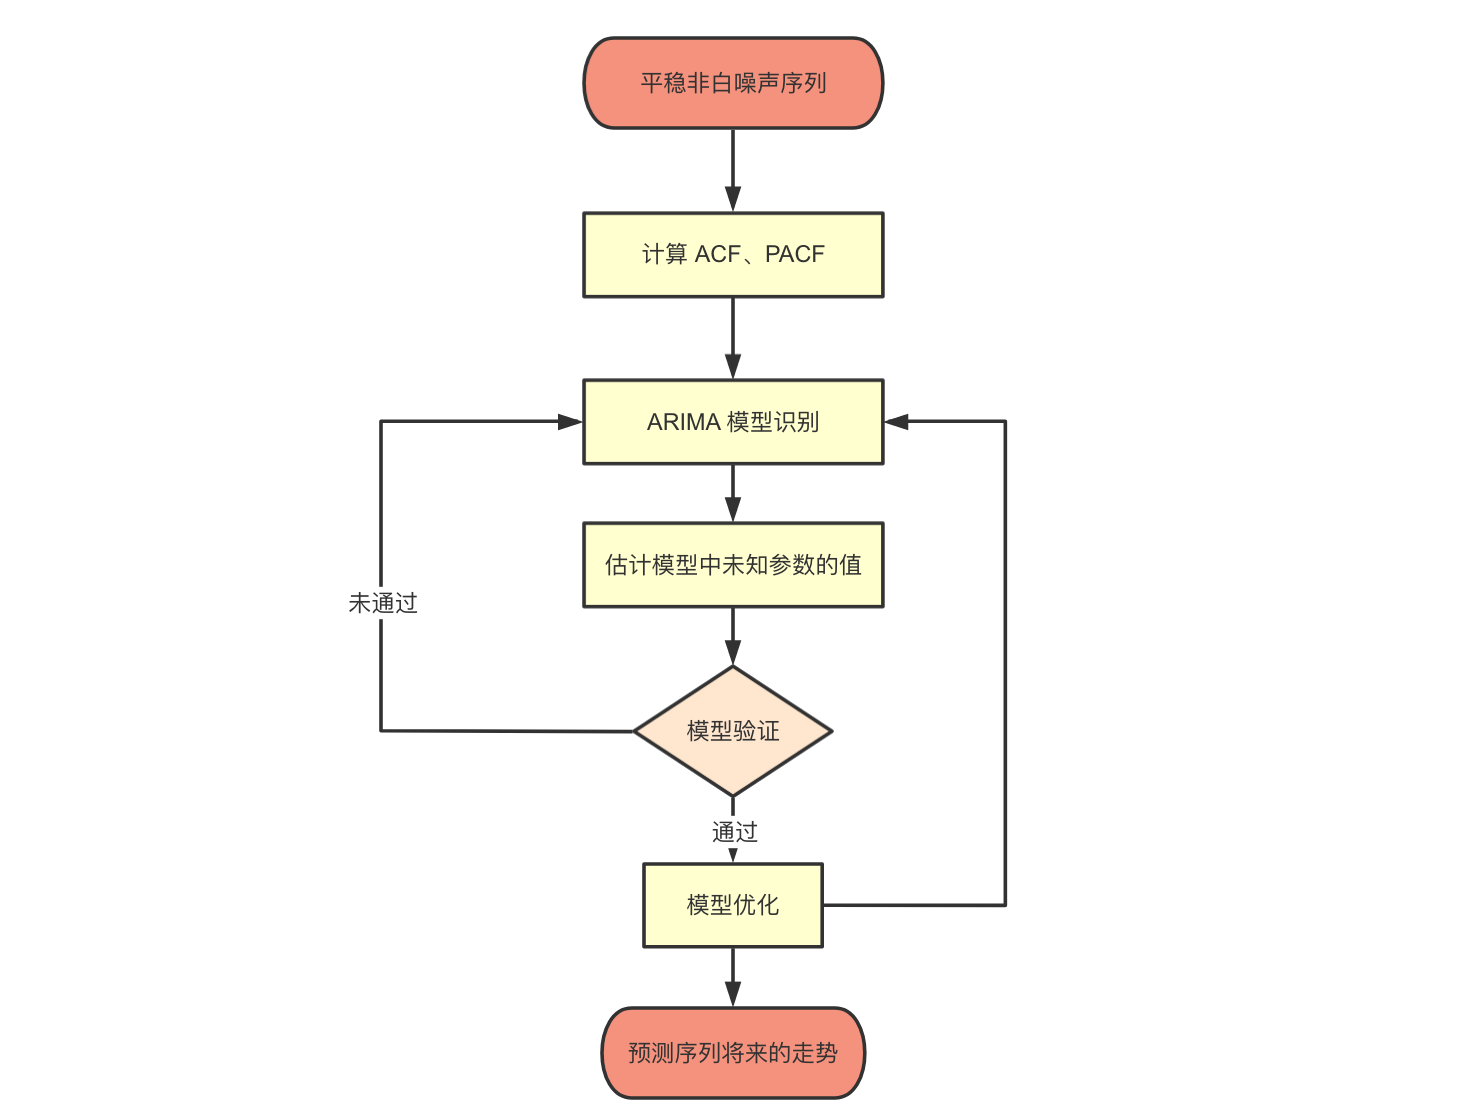 平稳非白噪声序列
计算 ACF、PACF
ARIMA 模型识别
估计模型中未知参数的值
未通过
模型验证
通过
模型优化
预测序列将来的走势